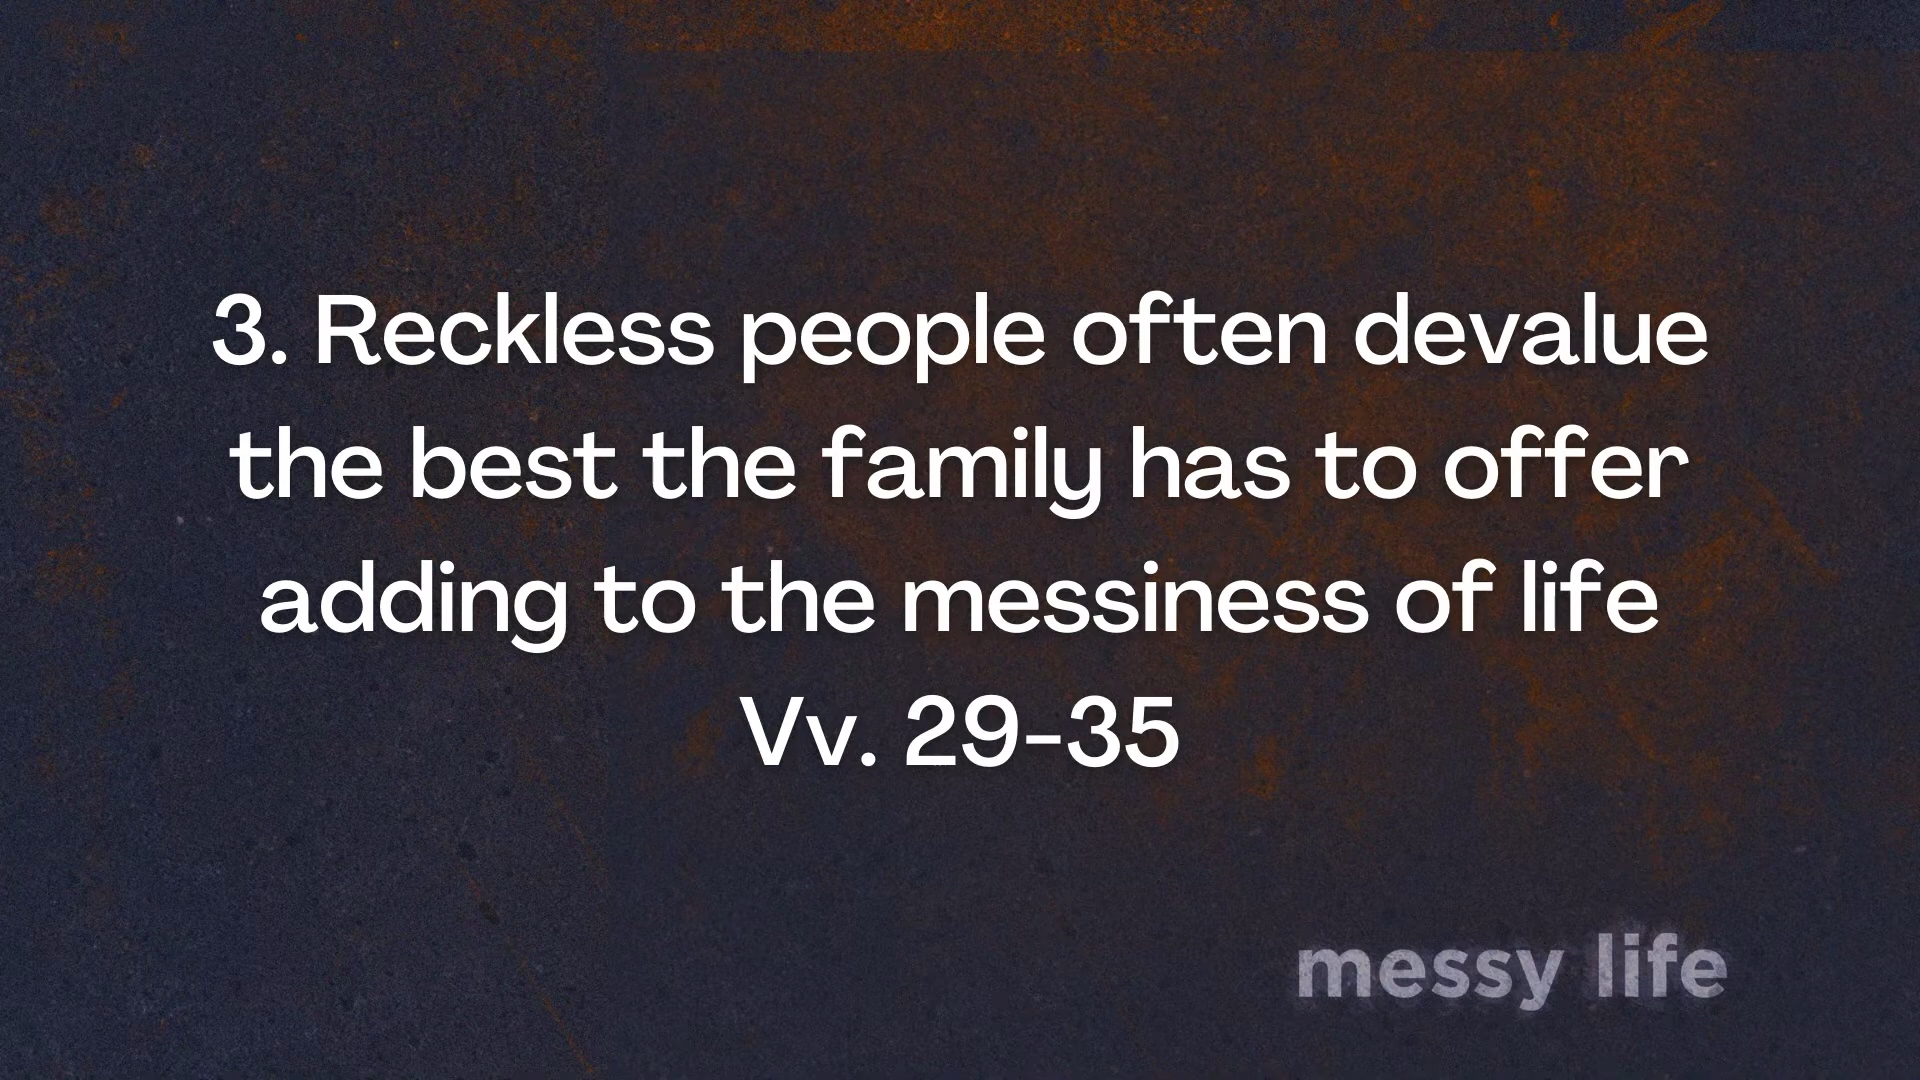 3. Reckless people often devalue
the best the family has to offer
adding to the messiness of life
Vv. 29-35
messy life